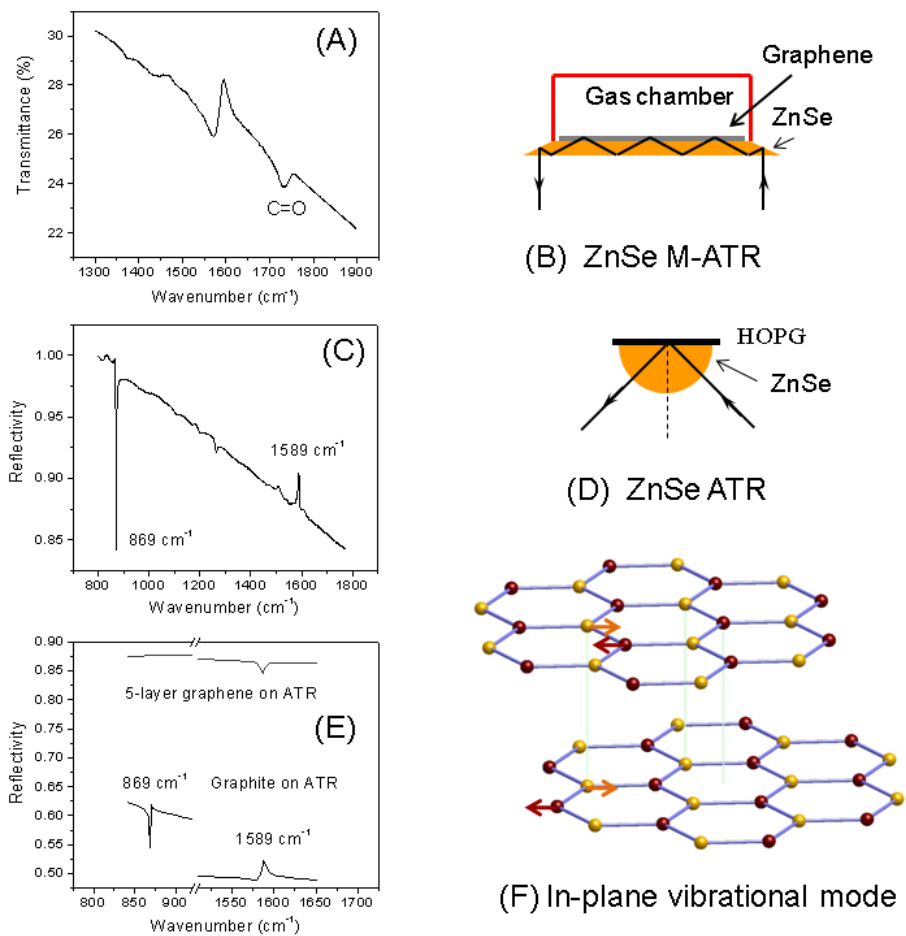 (A)
30
28
26
24
22
Transmittance (%)
C=O
1300 1400 1500 1600 1700 1800 1900
Wavenumber (cm⁻¹)
Graphene
Gas chamber
ZnSe
(B) ZnSe M-ATR
(C)
1.00
0.95
0.90
0.85
Reflectivity
1589 cm⁻¹
869 cm⁻¹
800 1000 1200 1400 1600 1800
Wavenumber (cm⁻¹)
HOPG
ZnSe
(D) ZnSe ATR
0.90
0.85
0.80
0.75
0.70
0.65
0.60
0.55
0.50
Reflectivity
5-layer graphene on ATR
(E)
869 cm⁻¹
Graphite on ATR
1589 cm⁻¹
800 850 900 1550 1600 1650 1700
Wavenumber (cm⁻¹)
(F) In-plane vibrational mode